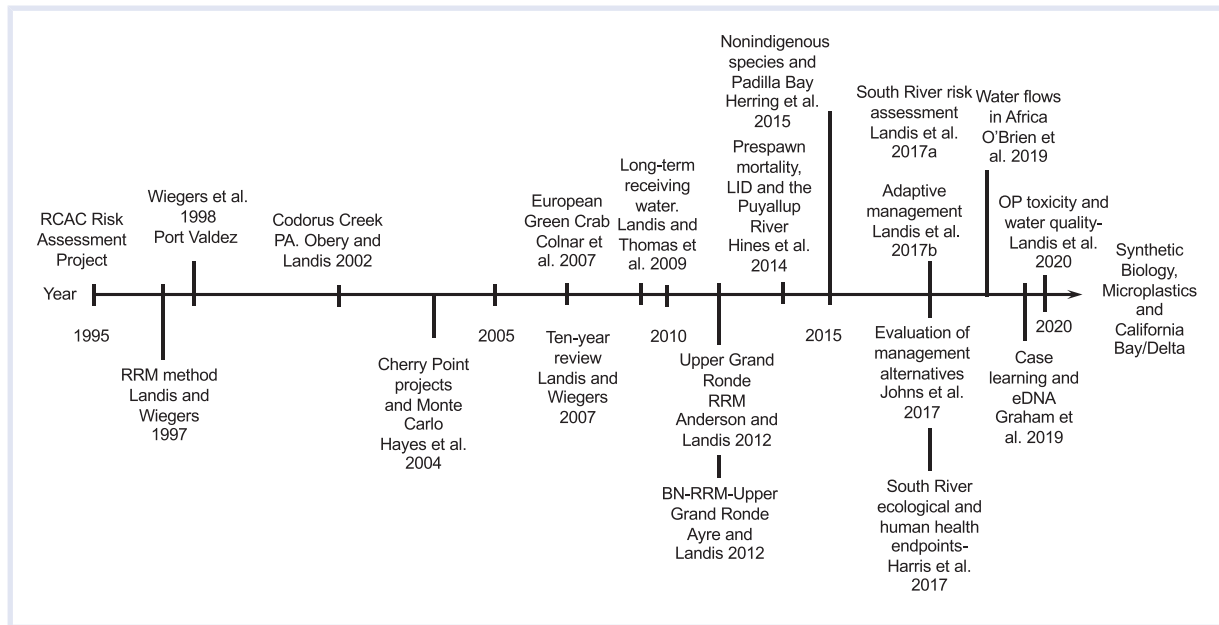 RCAC Risk
Assessment
Project
Wiegers et al.
1998
Port Valdez
Codorus Creek
PA. Obery and
Landis 2002
European
Green Crab
Colnar et
al. 2007
Long-term
receiving
water.
Landis and
Thomas et
al. 2009
Nonindigenous
species and
Padilla Bay
Herring et al.
2015
Prespawn
mortality,
LID and the
Puyallup
River
Hines et al.
2014
South River risk
assessment
Landis et al.
2017a
Adaptive
management
Landis et al.
2017b
Water flows
in Africa
O’Brien et
al. 2019
OP toxicity and
water quality-
Landis et al.
2020
Synthetic
Biology,
Microplastics
and
California
Bay/Delta
Year
1995
2005
2010
2015
2020
RRM method
Landis and
Wiegers
1997
Cherry Point
projects
and Monte
Carlo
Hayes et al.
2004
Ten-year
review
Landis and
Wiegers
2007
Upper Grand
Ronde
RRM
Anderson and
Landis 2012
BN-RRM-Upper
Grand Ronde
Ayre and
Landis 2012
Evaluation of
management
alternatives
Johns et al.
2017
South River
ecological and
human health
endpoints-
Harris et al.
2017
Case
learning and
eDNA
Graham et
al. 2019